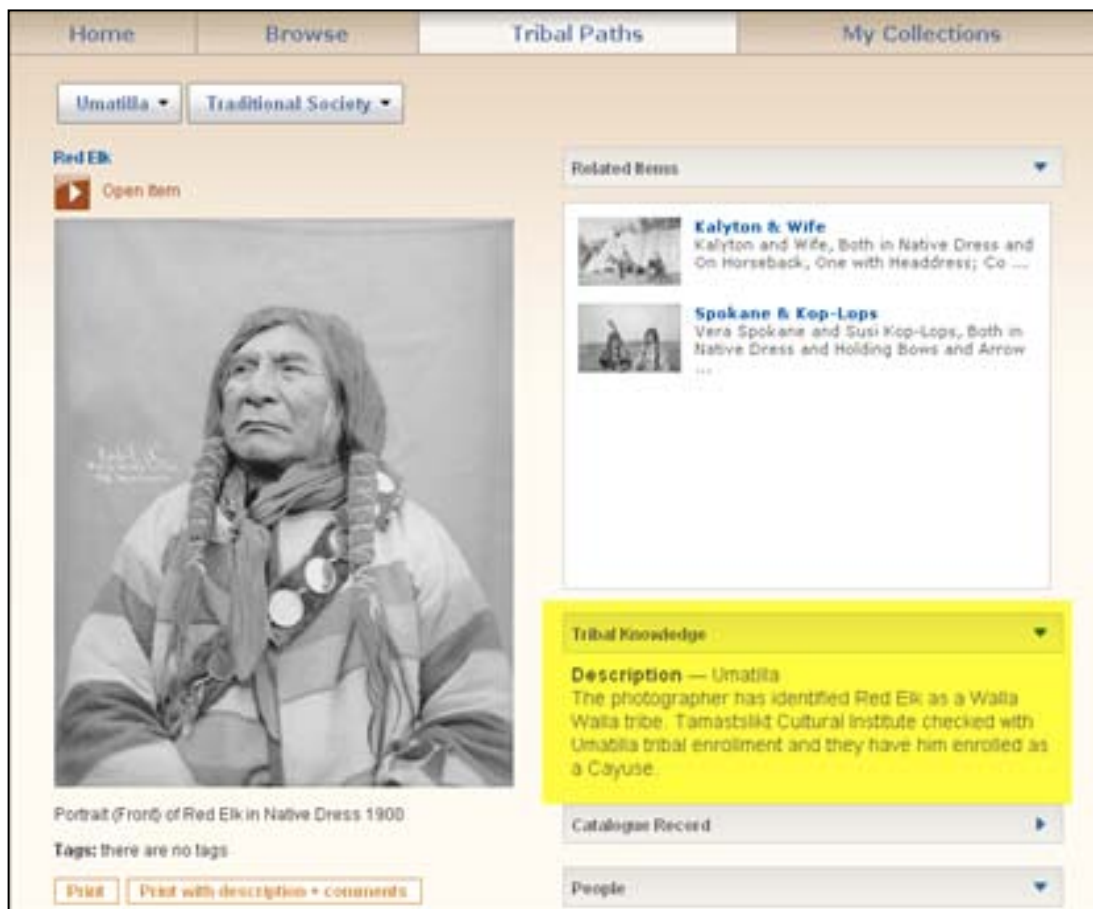 Home Browse Tribal Paths My Collections
Umatilla Traditional Society
Red Elk
Open Item
Portrait (Front) of Red Elk in Native Dress 1900
Tags: there are no tags
Print Print with description + comments
Related Items
Kalyton & Wife
Kalyton and Wife, Both in Native Dress and
On Horseback, One with Headdress; Co ...
Spokane & Kop-Lops
Vera Spokane and Susi Kop-Lops, Both in
Native Dress and Holding Bows and Arrow
...
Tribal Knowledge
Description — Umatilla
The photographer has identified Red Elk as a Walla
Walla tribe. Tamastslikt Cultural Institute checked with
Umatilla tribal enrollment and they have him enrolled as
a Cayuse.
Catalogue Record
People